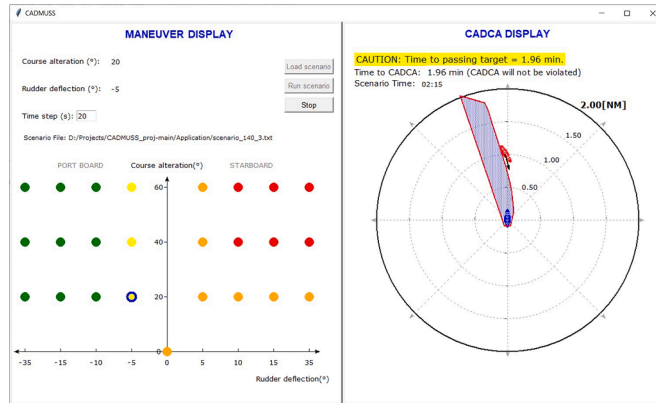 CADMUSS
MANEUVER DISPLAY
Course alteration (°): 20
Rudder deflection (°): -5
Time step (s): 20
Load scenario
Run scenario
Stop
Scenario File: D:/Projects/CADMUSS_proj-main/Application/scenario_140_3.txt
PORT BOARD Course alteration(°) STARBOARD
60
40
20
0
-35 -15 -10 -5 0 5 10 15 35
Rudder deflection(°)
CADCA DISPLAY
CAUTION: Time to passing target = 1.96 min.
Time to CADCA: 1.96 min (CADCA will not be violated)
Scenario Time: 02:15
2.00[NM]
1.50
1.00
0.50